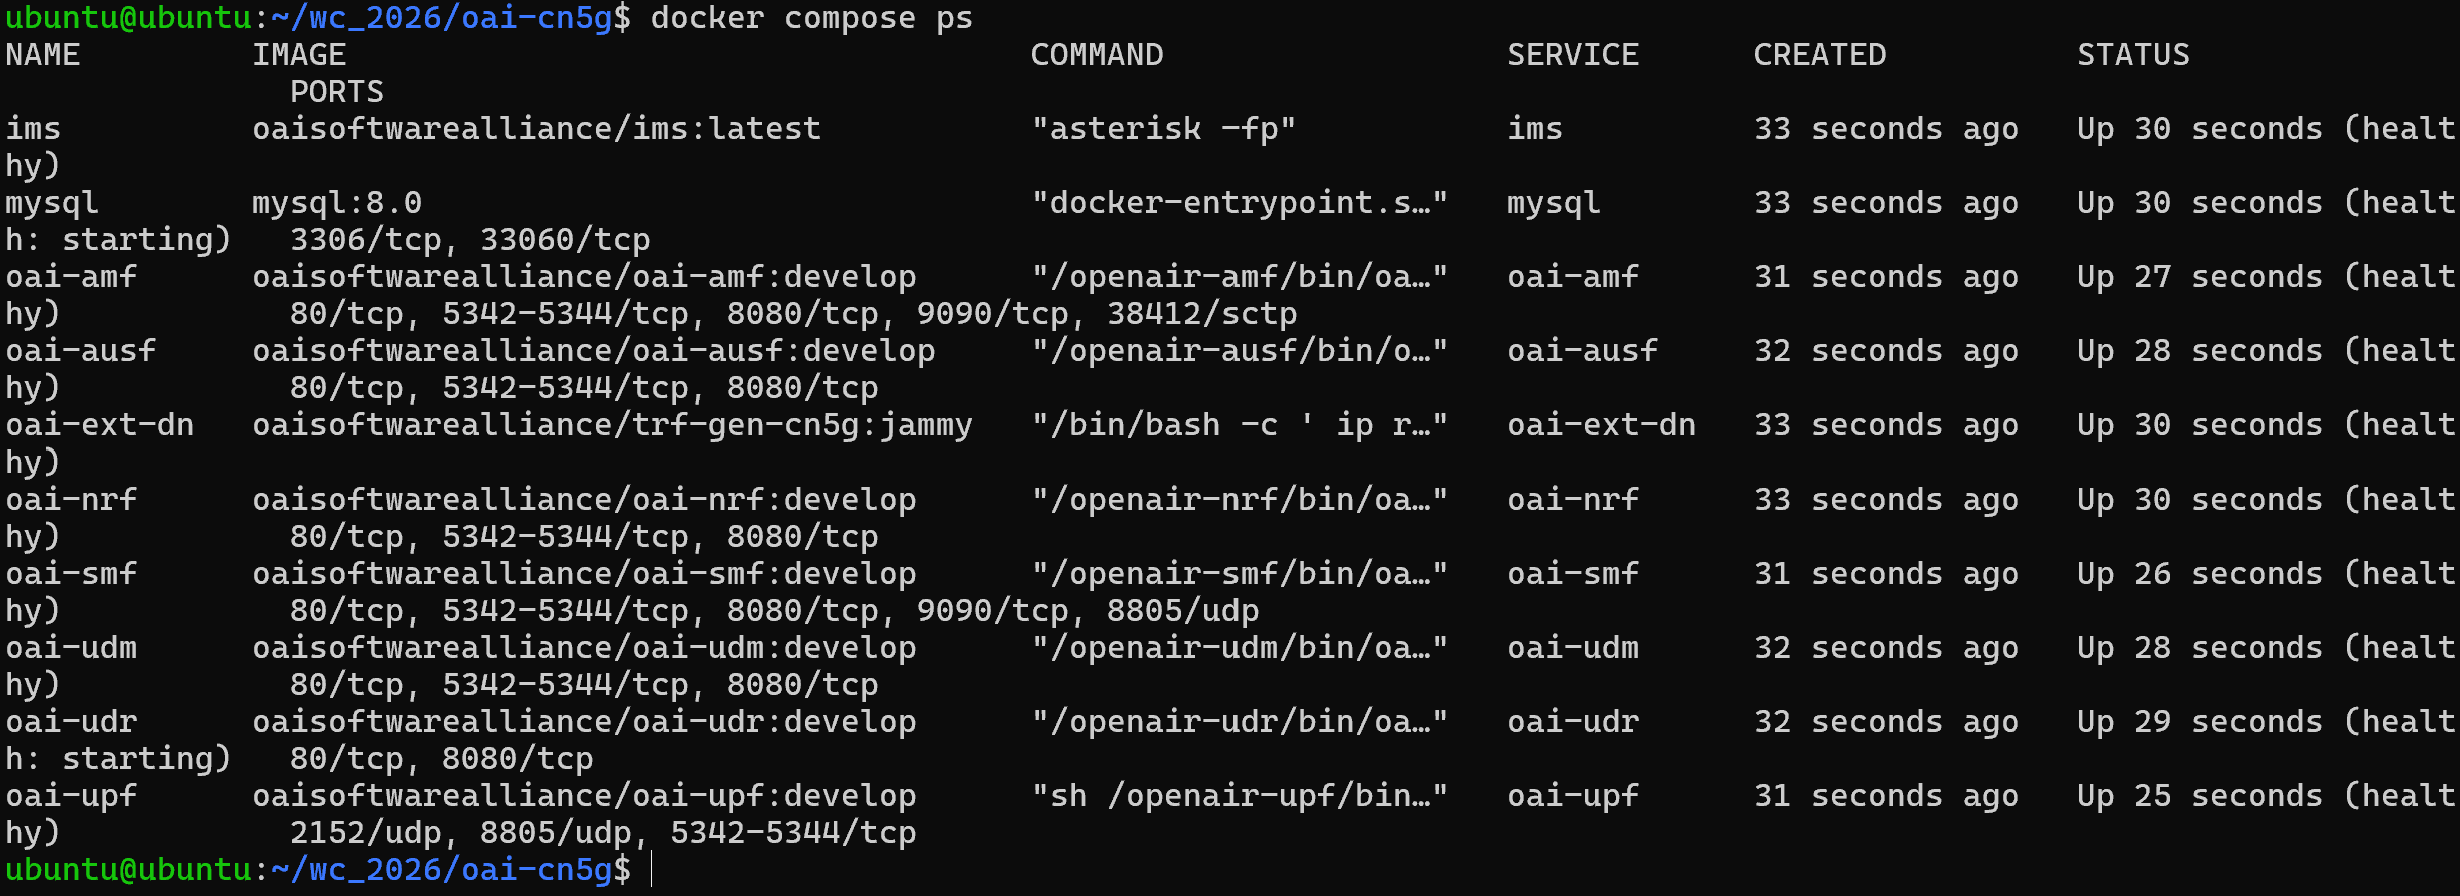 ubuntu@ubuntu:~/wc_2026/oai-cn5g$ docker compose ps
NAME         IMAGE                                    COMMAND                  SERVICE      CREATED          STATUS
               PORTS
ims          oaisoftwarealliance/ims:latest           "asterisk -fp"           ims          33 seconds ago   Up 30 seconds (healt
hy)
mysql        mysql:8.0                                "docker-entrypoint.s…"   mysql        33 seconds ago   Up 30 seconds (healt
h: starting)   3306/tcp, 33060/tcp
oai-amf      oaisoftwarealliance/oai-amf:develop      "/openair-amf/bin/oa…"   oai-amf      31 seconds ago   Up 27 seconds (healt
hy)            80/tcp, 5342-5344/tcp, 8080/tcp, 9090/tcp, 38412/sctp
oai-ausf     oaisoftwarealliance/oai-ausf:develop     "/openair-ausf/bin/o…"   oai-ausf     32 seconds ago   Up 28 seconds (healt
hy)            80/tcp, 5342-5344/tcp, 8080/tcp
oai-ext-dn   oaisoftwarealliance/trf-gen-cn5g:jammy   "/bin/bash -c ' ip r…"   oai-ext-dn   33 seconds ago   Up 30 seconds (healt
hy)
oai-nrf      oaisoftwarealliance/oai-nrf:develop      "/openair-nrf/bin/oa…"   oai-nrf      33 seconds ago   Up 30 seconds (healt
hy)            80/tcp, 5342-5344/tcp, 8080/tcp
oai-smf      oaisoftwarealliance/oai-smf:develop      "/openair-smf/bin/oa…"   oai-smf      31 seconds ago   Up 26 seconds (healt
hy)            80/tcp, 5342-5344/tcp, 8080/tcp, 9090/tcp, 8805/udp
oai-udm      oaisoftwarealliance/oai-udm:develop      "/openair-udm/bin/oa…"   oai-udm      32 seconds ago   Up 28 seconds (healt
hy)            80/tcp, 5342-5344/tcp, 8080/tcp
oai-udr      oaisoftwarealliance/oai-udr:develop      "/openair-udr/bin/oa…"   oai-udr      32 seconds ago   Up 29 seconds (healt
h: starting)   80/tcp, 8080/tcp
oai-upf      oaisoftwarealliance/oai-upf:develop      "sh /openair-upf/bin…"   oai-upf      31 seconds ago   Up 25 seconds (healt
hy)            2152/udp, 8805/udp, 5342-5344/tcp
ubuntu@ubuntu:~/wc_2026/oai-cn5g$